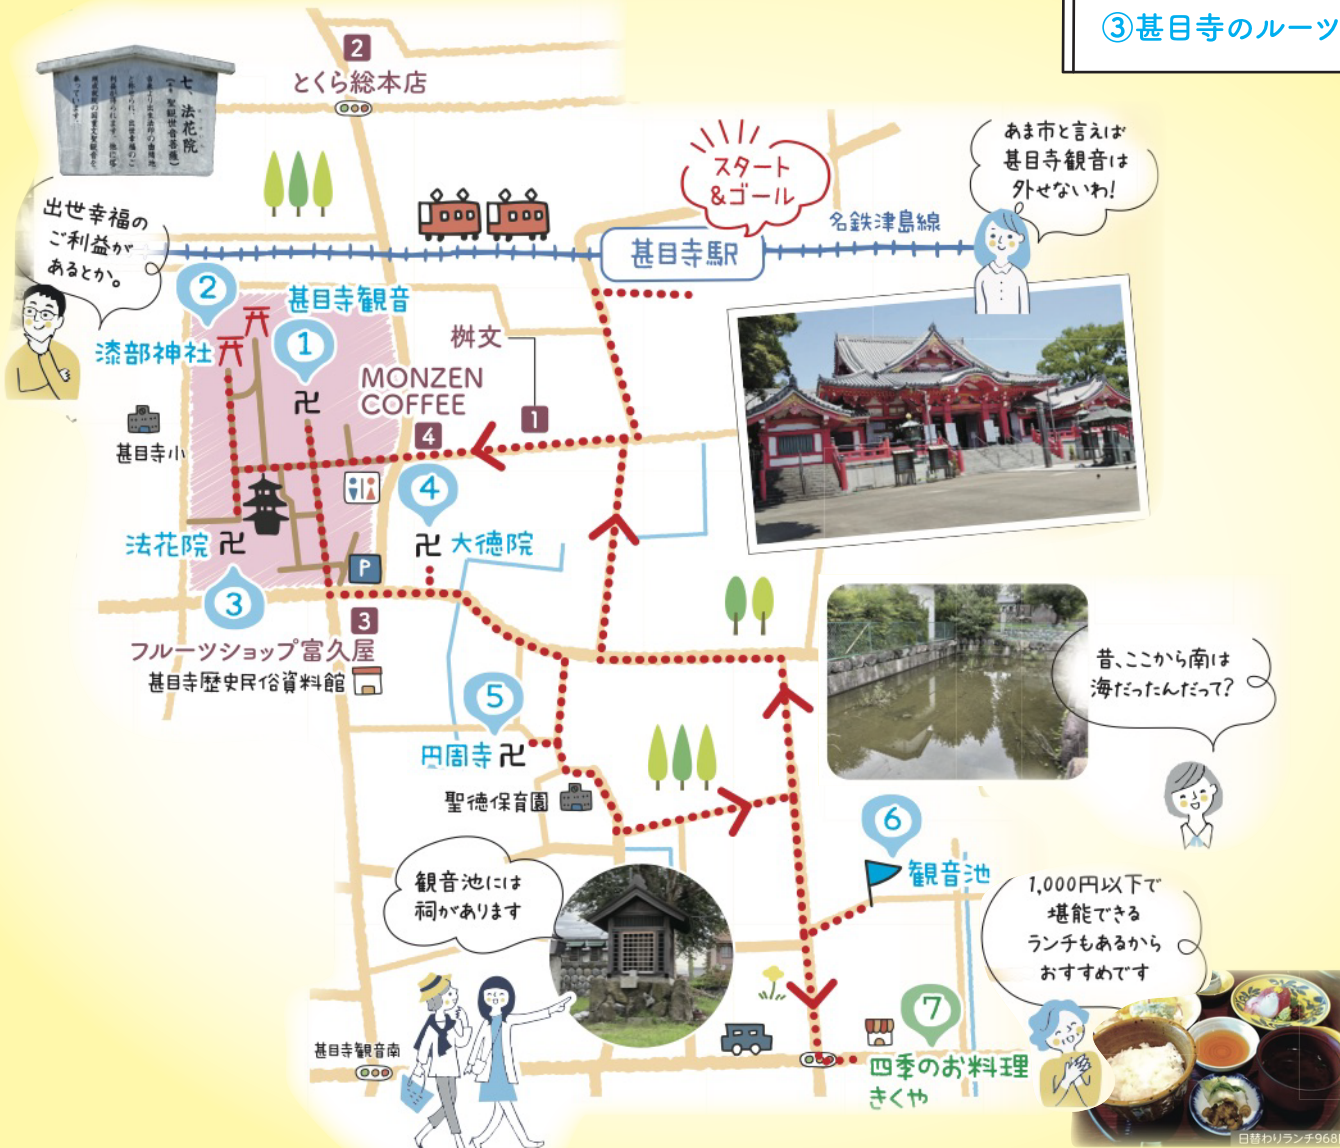 ③甚目寺のルーツ
2
とくら総本店
七、法花院
(本尊 聖観世音菩薩)
出世幸福の
ご利益が
あるとか。
スタート
&ゴール
あま市と言えば
甚目寺観音は
外せないわ!
名鉄津島線
甚目寺駅
2
漆部神社
甚目寺観音
1
桝文
1
MONZEN
COFFEE
4
甚目寺小
4
大徳院
法花院
3
P
3
フルーツショップ富久屋
甚目寺歴史民俗資料館
5
円周寺
聖徳保育園
昔、ここから南は
海だったんだって?
6
観音池
観音池には
祠があります
1,000円以下で
堪能できる
ランチもあるから
おすすめです
7
四季のお料理
きくや
甚目寺観音南
日替わりランチ968